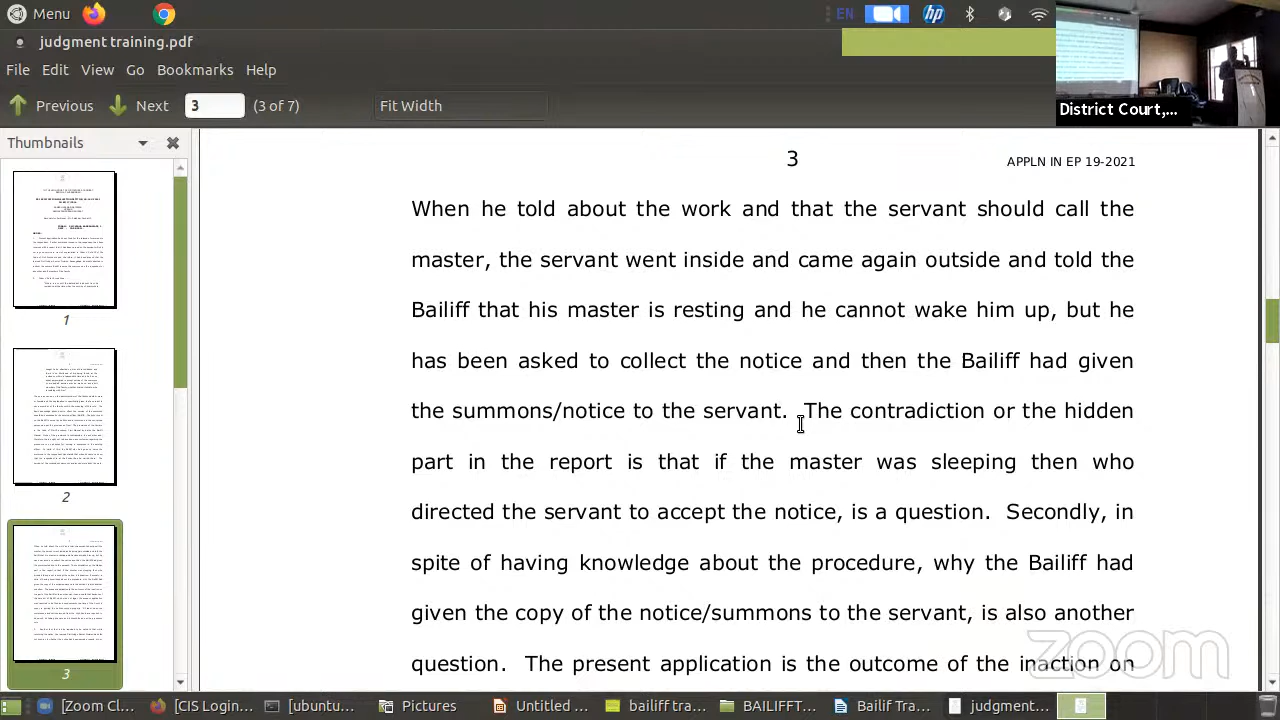 Menu
EN
judgment training.pdf
File Edit View Go Bookmarks Help
Previous Next 3 (3 of 7) Fit Width
District Court,...
Thumbnails
1
2
3
3 APPLN IN EP 19-2021
When he told about the work and that the servant should call the
master, the servant went inside and came again outside and told the
Bailiff that his master is resting and he cannot wake him up, but he
has been asked to collect the notice and then the Bailiff had given
the summons/notice to the servant. The contradiction or the hidden
part in the report is that if the master was sleeping then who
directed the servant to accept the notice, is a question. Secondly, in
spite of having knowledge about the procedure, why the Bailiff had
given the copy of the notice/summons to the servant, is also another
question. The present application is the outcome of the inaction on
zoom
[Zoom Cl... [CIS Login... [ubuntu... Pictures Untitle ... bailiff tra... BAILIFFT... Bailif Tra... judgment...